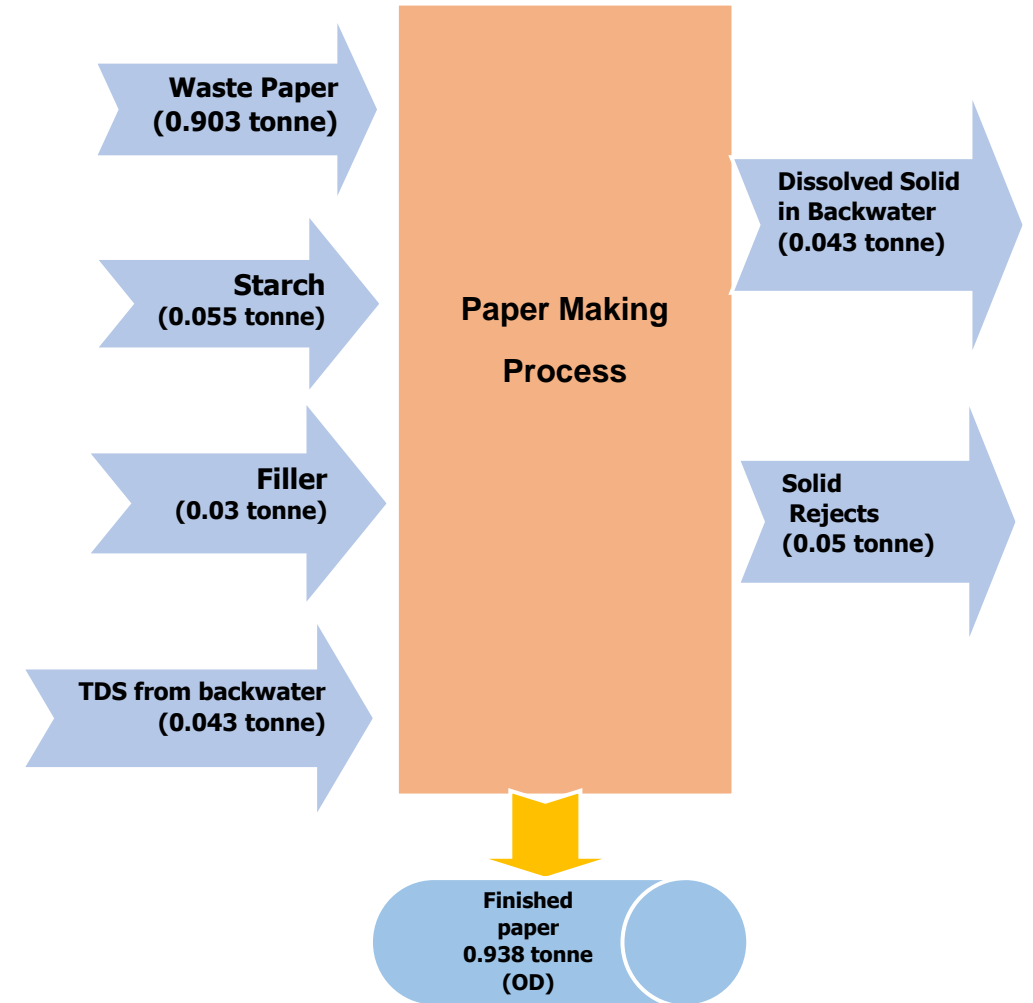 Waste Paper
(0.903 tonne)
Starch
(0.055 tonne)
Filler
(0.03 tonne)
TDS from backwater
(0.043 tonne)
Paper Making
Process
Dissolved Solid
in Backwater
(0.043 tonne)
Solid
Rejects
(0.05 tonne)
Finished
paper
0.938 tonne
(OD)